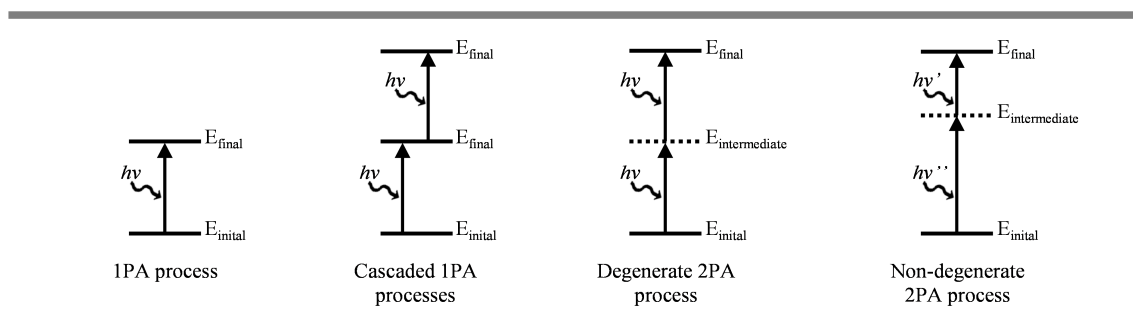 E_final
hν
E_inital
1PA process
E_final
hν
E_final
hν
E_inital
Cascaded 1PA
processes
E_final
hν
E_intermediate
hν
E_inital
Degenerate 2PA
process
E_final
hν’
E_intermediate
hν’’
E_inital
Non-degenerate
2PA process